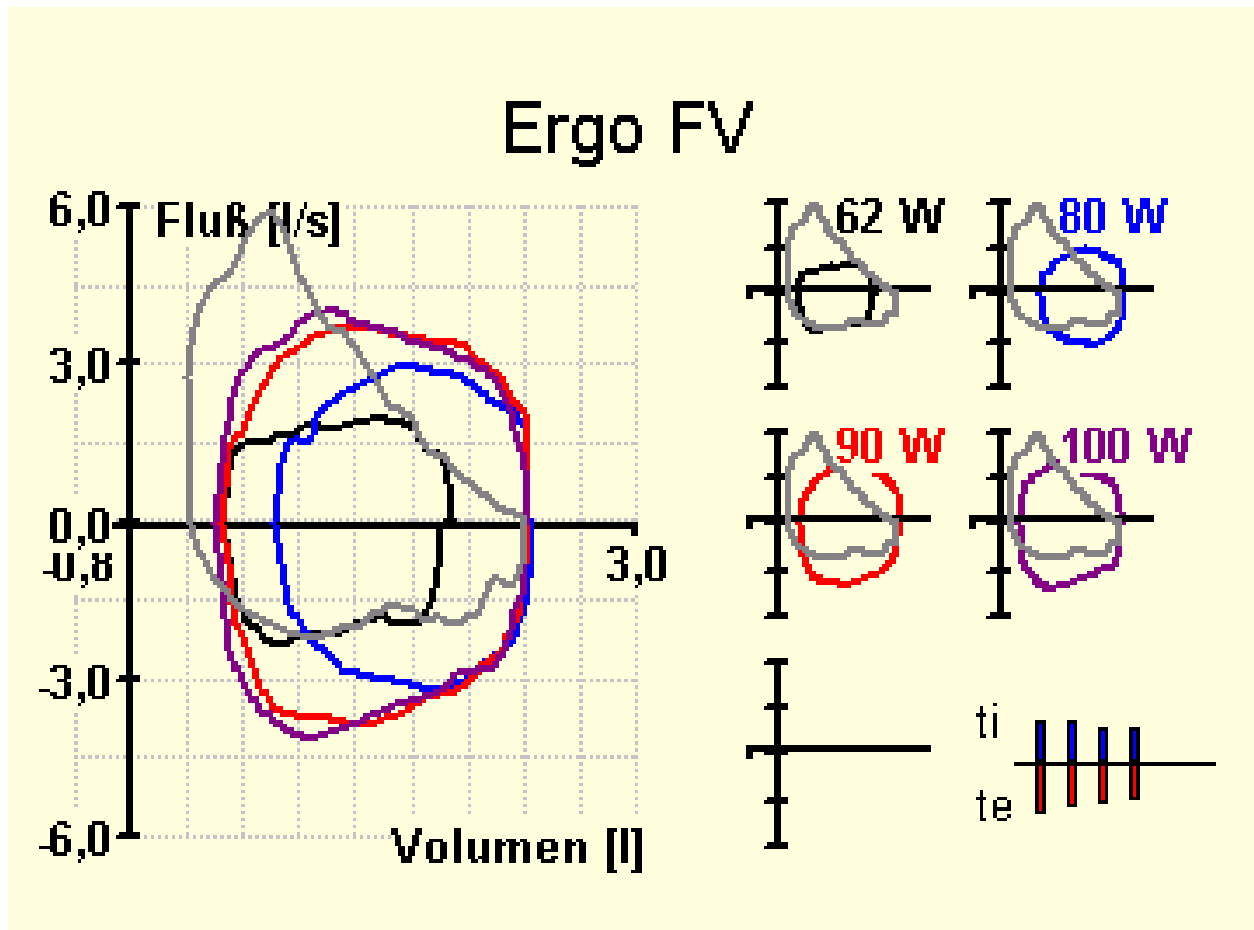 Ergo FV
6,0
Fluß [l/s]
3,0
0,0
-0,8
3,0
-3,0
-6,0
Volumen [l]
62 W
80 W
90 W
100 W
ti
te